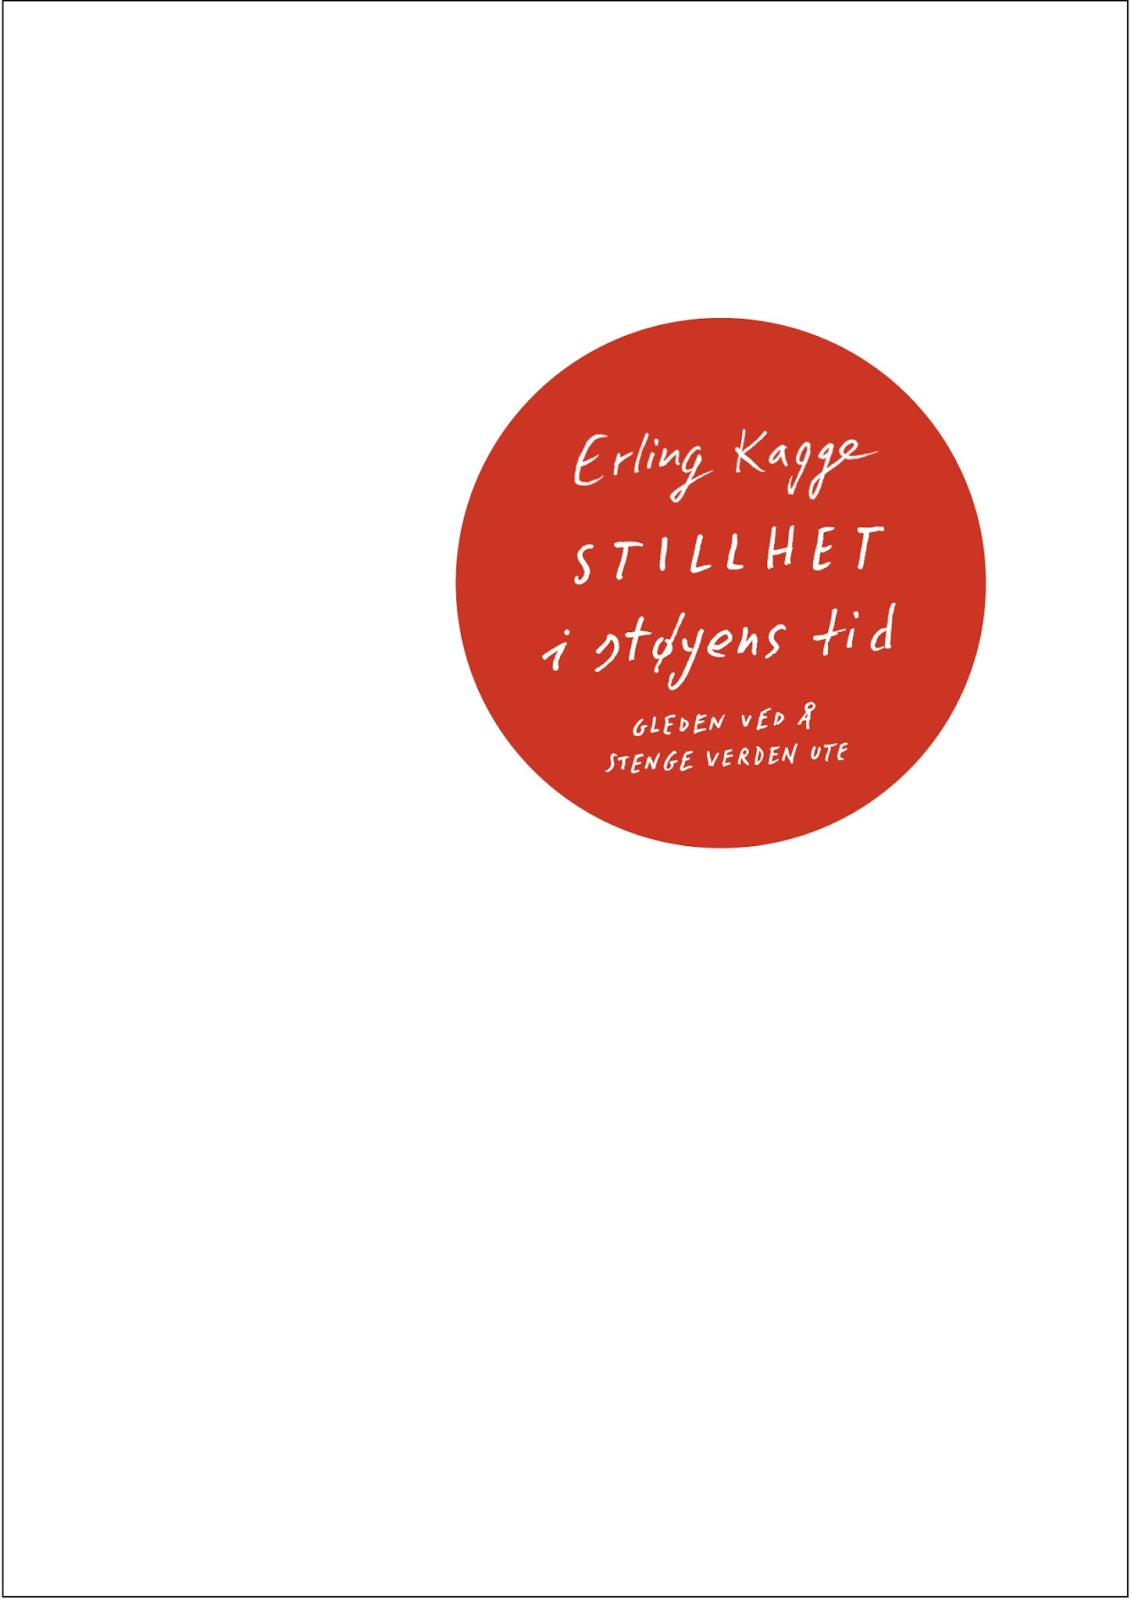 Erling Kagge
STILLHET
i støyens tid
GLEDEN VED Å
STENGE VERDEN UTE